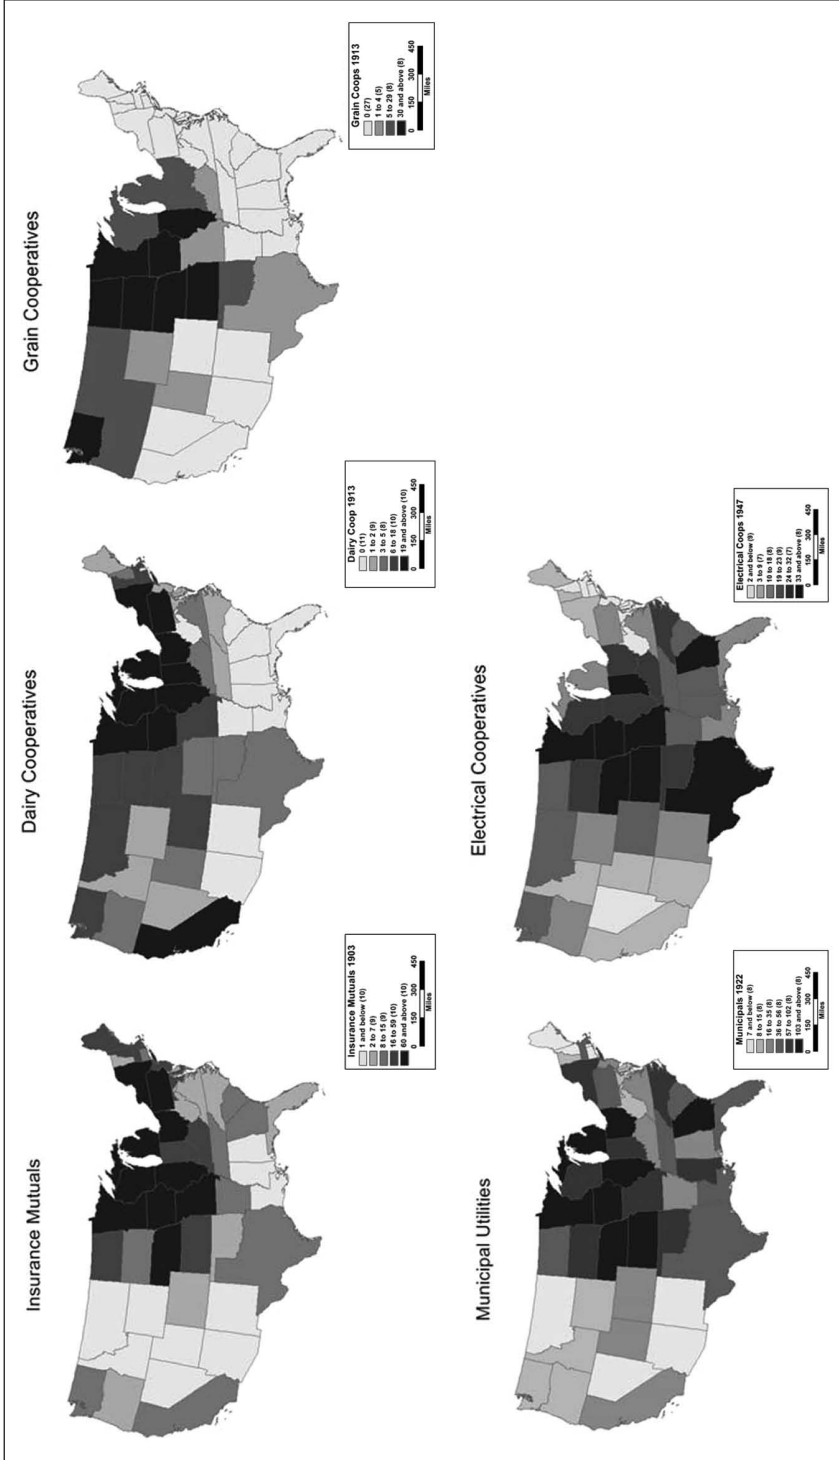 Insurance Mutuals
Insurance Mutuals 1903
1 and below (10)
2 to 7 (9)
8 to 15 (9)
16 to 59 (10)
60 and above (10)
0 150 300 450
Miles
Dairy Cooperatives
Dairy Coop 1913
0 (11)
1 to 2 (9)
3 to 5 (8)
6 to 18 (10)
19 and above (10)
0 150 300 450
Miles
Grain Cooperatives
Grain Coops 1913
0 (27)
1 to 4 (5)
5 to 29 (8)
30 and above (8)
0 150 300 450
Miles
Municipal Utilities
Municipals 1922
7 and below (8)
8 to 15 (8)
16 to 35 (8)
36 to 56 (8)
57 to 102 (8)
103 and above (8)
0 150 300 450
Miles
Electrical Cooperatives
Electrical Coops 1947
2 and below (9)
3 to 9 (7)
10 to 18 (8)
19 to 23 (9)
24 to 32 (7)
33 and above (8)
0 150 300 450
Miles